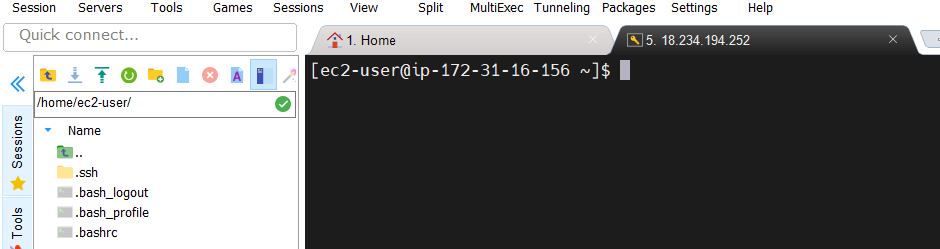 Session Servers Tools Games Sessions View Split MultiExec Tunneling Packages Settings Help
Quick connect...
1. Home
5. 18.234.194.252
[ec2-user@ip-172-31-16-156 ~]$
/home/ec2-user/
Name
..
.ssh
.bash_logout
.bash_profile
.bashrc
Sessions
Tools